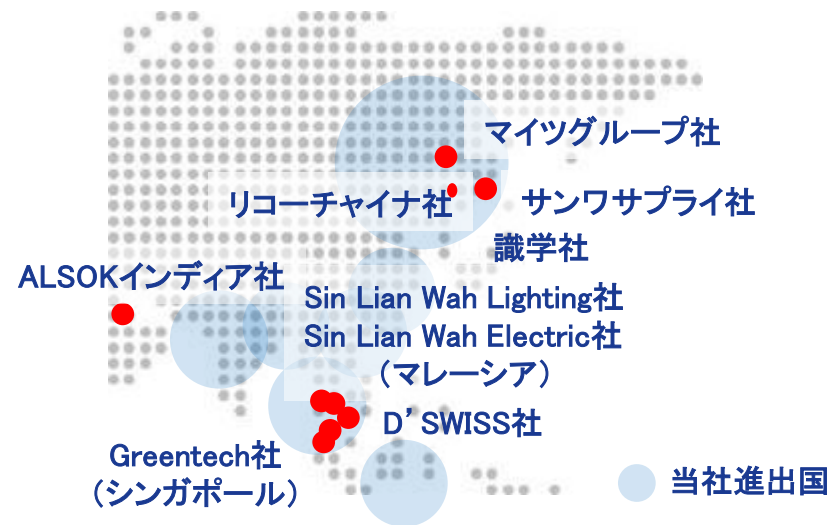 マイツグループ社
リコーチャイナ社
サンワサプライ社
識学社
ALSOKインディア社
Sin Lian Wah Lighting社
Sin Lian Wah Electric社
（マレーシア）
D’SWISS社
Greentech社
（シンガポール）
当社進出国